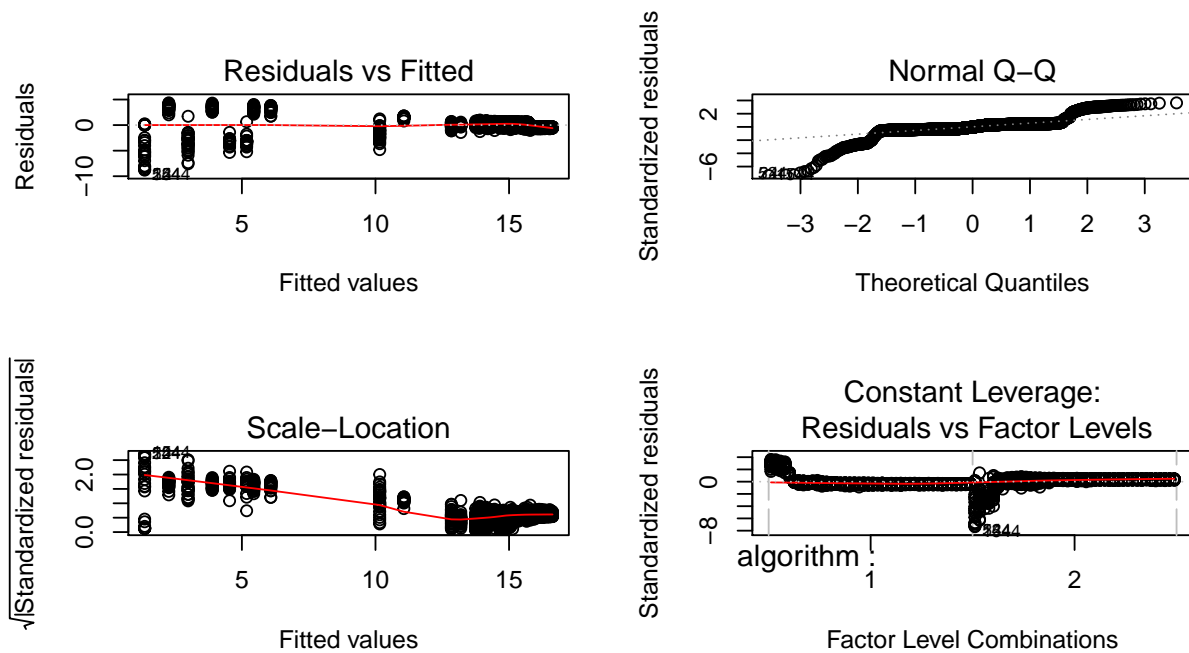 Residuals vs Fitted
Residuals
0
−10
5
10
15
Fitted values
Normal Q−Q
Standardized residuals
2
−6
−3
−2
−1
0
1
2
3
Theoretical Quantiles
Scale−Location
√|Standardized residuals|
2.0
0.0
5
10
15
Fitted values
Constant Leverage:
Residuals vs Factor Levels
Standardized residuals
0
−8
algorithm :
1
2
Factor Level Combinations